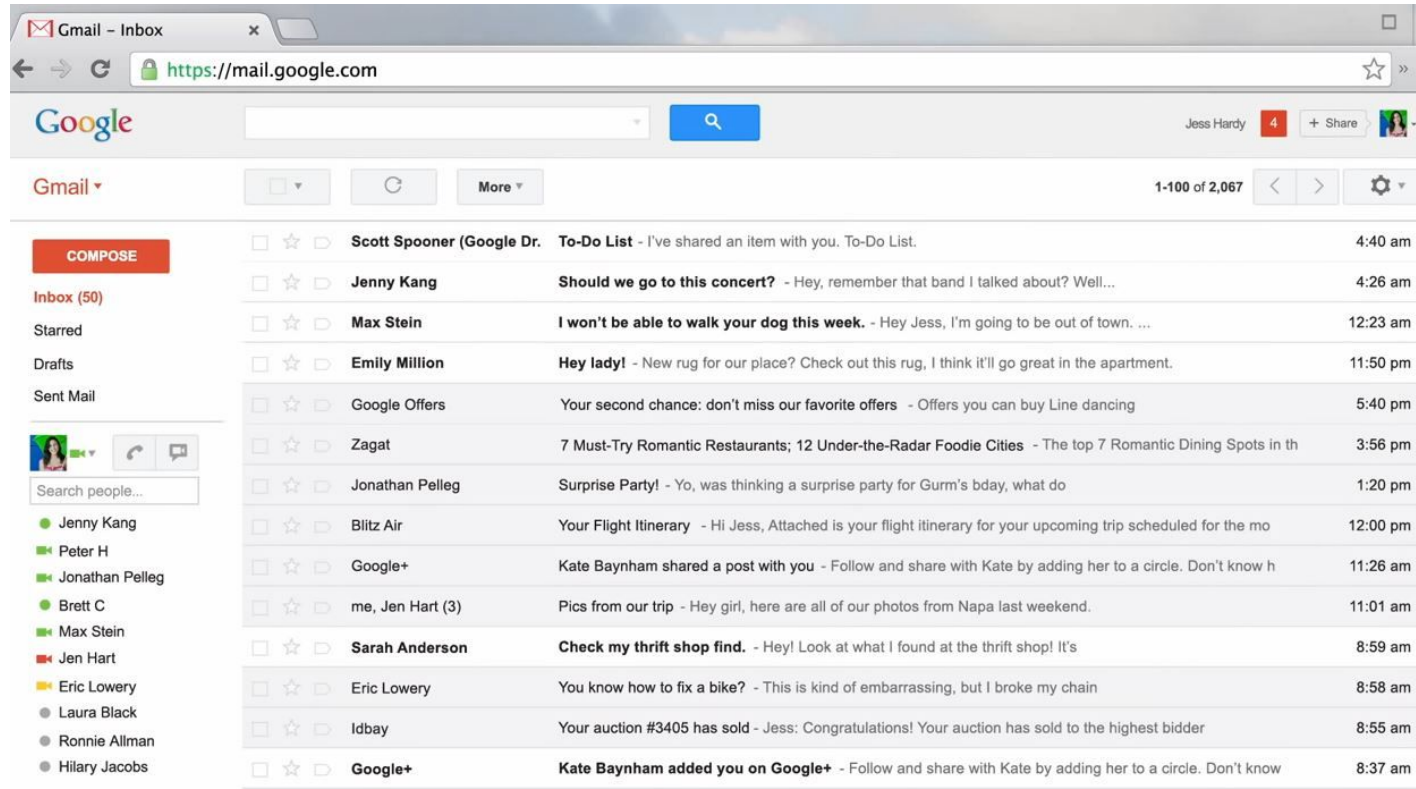 Gmail – Inbox
https://mail.google.com
Google
Jess Hardy 4 + Share
Gmail
More
1-100 of 2,067
COMPOSE
Inbox (50)
Starred
Drafts
Sent Mail
Search people...
Jenny Kang
Peter H
Jonathan Pelleg
Brett C
Max Stein
Jen Hart
Eric Lowery
Laura Black
Ronnie Allman
Hilary Jacobs
Scott Spooner (Google Dr. To-Do List - I've shared an item with you. To-Do List. 4:40 am
Jenny Kang Should we go to this concert? - Hey, remember that band I talked about? Well... 4:26 am
Max Stein I won't be able to walk your dog this week. - Hey Jess, I'm going to be out of town. ... 12:23 am
Emily Million Hey lady! - New rug for our place? Check out this rug, I think it'll go great in the apartment. 11:50 pm
Google Offers Your second chance: don't miss our favorite offers - Offers you can buy Line dancing 5:40 pm
Zagat 7 Must-Try Romantic Restaurants; 12 Under-the-Radar Foodie Cities - The top 7 Romantic Dining Spots in th 3:56 pm
Jonathan Pelleg Surprise Party! - Yo, was thinking a surprise party for Gurm's bday, what do 1:20 pm
Blitz Air Your Flight Itinerary - Hi Jess, Attached is your flight itinerary for your upcoming trip scheduled for the mo 12:00 pm
Google+ Kate Baynham shared a post with you - Follow and share with Kate by adding her to a circle. Don't know h 11:26 am
me, Jen Hart (3) Pics from our trip - Hey girl, here are all of our photos from Napa last weekend. 11:01 am
Sarah Anderson Check my thrift shop find. - Hey! Look at what I found at the thrift shop! It's 8:59 am
Eric Lowery You know how to fix a bike? - This is kind of embarrassing, but I broke my chain 8:58 am
Idbay Your auction #3405 has sold - Jess: Congratulations! Your auction has sold to the highest bidder 8:55 am
Google+ Kate Baynham added you on Google+ - Follow and share with Kate by adding her to a circle. Don't know 8:37 am